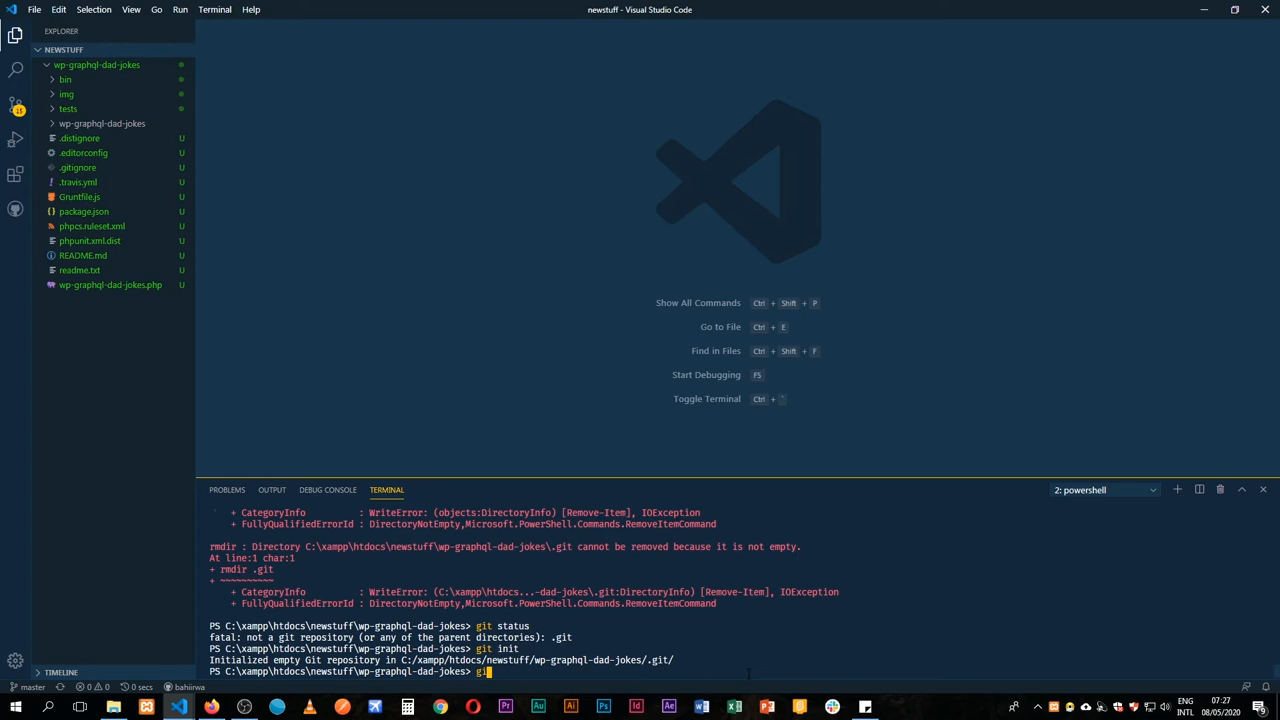 File Edit Selection View Go Run Terminal Help
newstuff - Visual Studio Code
EXPLORER
NEWSTUFF
wp-graphql-dad-jokes
bin
img
tests
wp-graphql-dad-jokes
.distignore U
.editorconfig U
.gitignore U
.travis.yml U
Gruntfile.js U
package.json U
phpcs.ruleset.xml U
phpunit.xml.dist U
README.md U
readme.txt U
wp-graphql-dad-jokes.php U
15
Show All Commands Ctrl + Shift + P
Go to File Ctrl + E
Find in Files Ctrl + Shift + F
Start Debugging F5
Toggle Terminal Ctrl + `
PROBLEMS OUTPUT DEBUG CONSOLE TERMINAL
2: powershell
+ CategoryInfo : WriteError: (objects:DirectoryInfo) [Remove-Item], IOException
+ FullyQualifiedErrorId : DirectoryNotEmpty,Microsoft.PowerShell.Commands.RemoveItemCommand
rmdir : Directory C:\xampp\htdocs\newstuff\wp-graphql-dad-jokes\.git cannot be removed because it is not empty.
At line:1 char:1
+ rmdir .git
+ ~~~~~~~~~~
+ CategoryInfo : WriteError: (C:\xampp\htdocs...-dad-jokes\.git:DirectoryInfo) [Remove-Item], IOException
+ FullyQualifiedErrorId : DirectoryNotEmpty,Microsoft.PowerShell.Commands.RemoveItemCommand
PS C:\xampp\htdocs\newstuff\wp-graphql-dad-jokes> git status
fatal: not a git repository (or any of the parent directories): .git
PS C:\xampp\htdocs\newstuff\wp-graphql-dad-jokes> git init
Initialized empty Git repository in C:/xampp/htdocs/newstuff/wp-graphql-dad-jokes/.git/
PS C:\xampp\htdocs\newstuff\wp-graphql-dad-jokes> gi
TIMELINE
master 0 0 0 secs bahiirwa
Pr Au Ai Ps Id Ae
ENG
INTL
07:27
08/05/2020